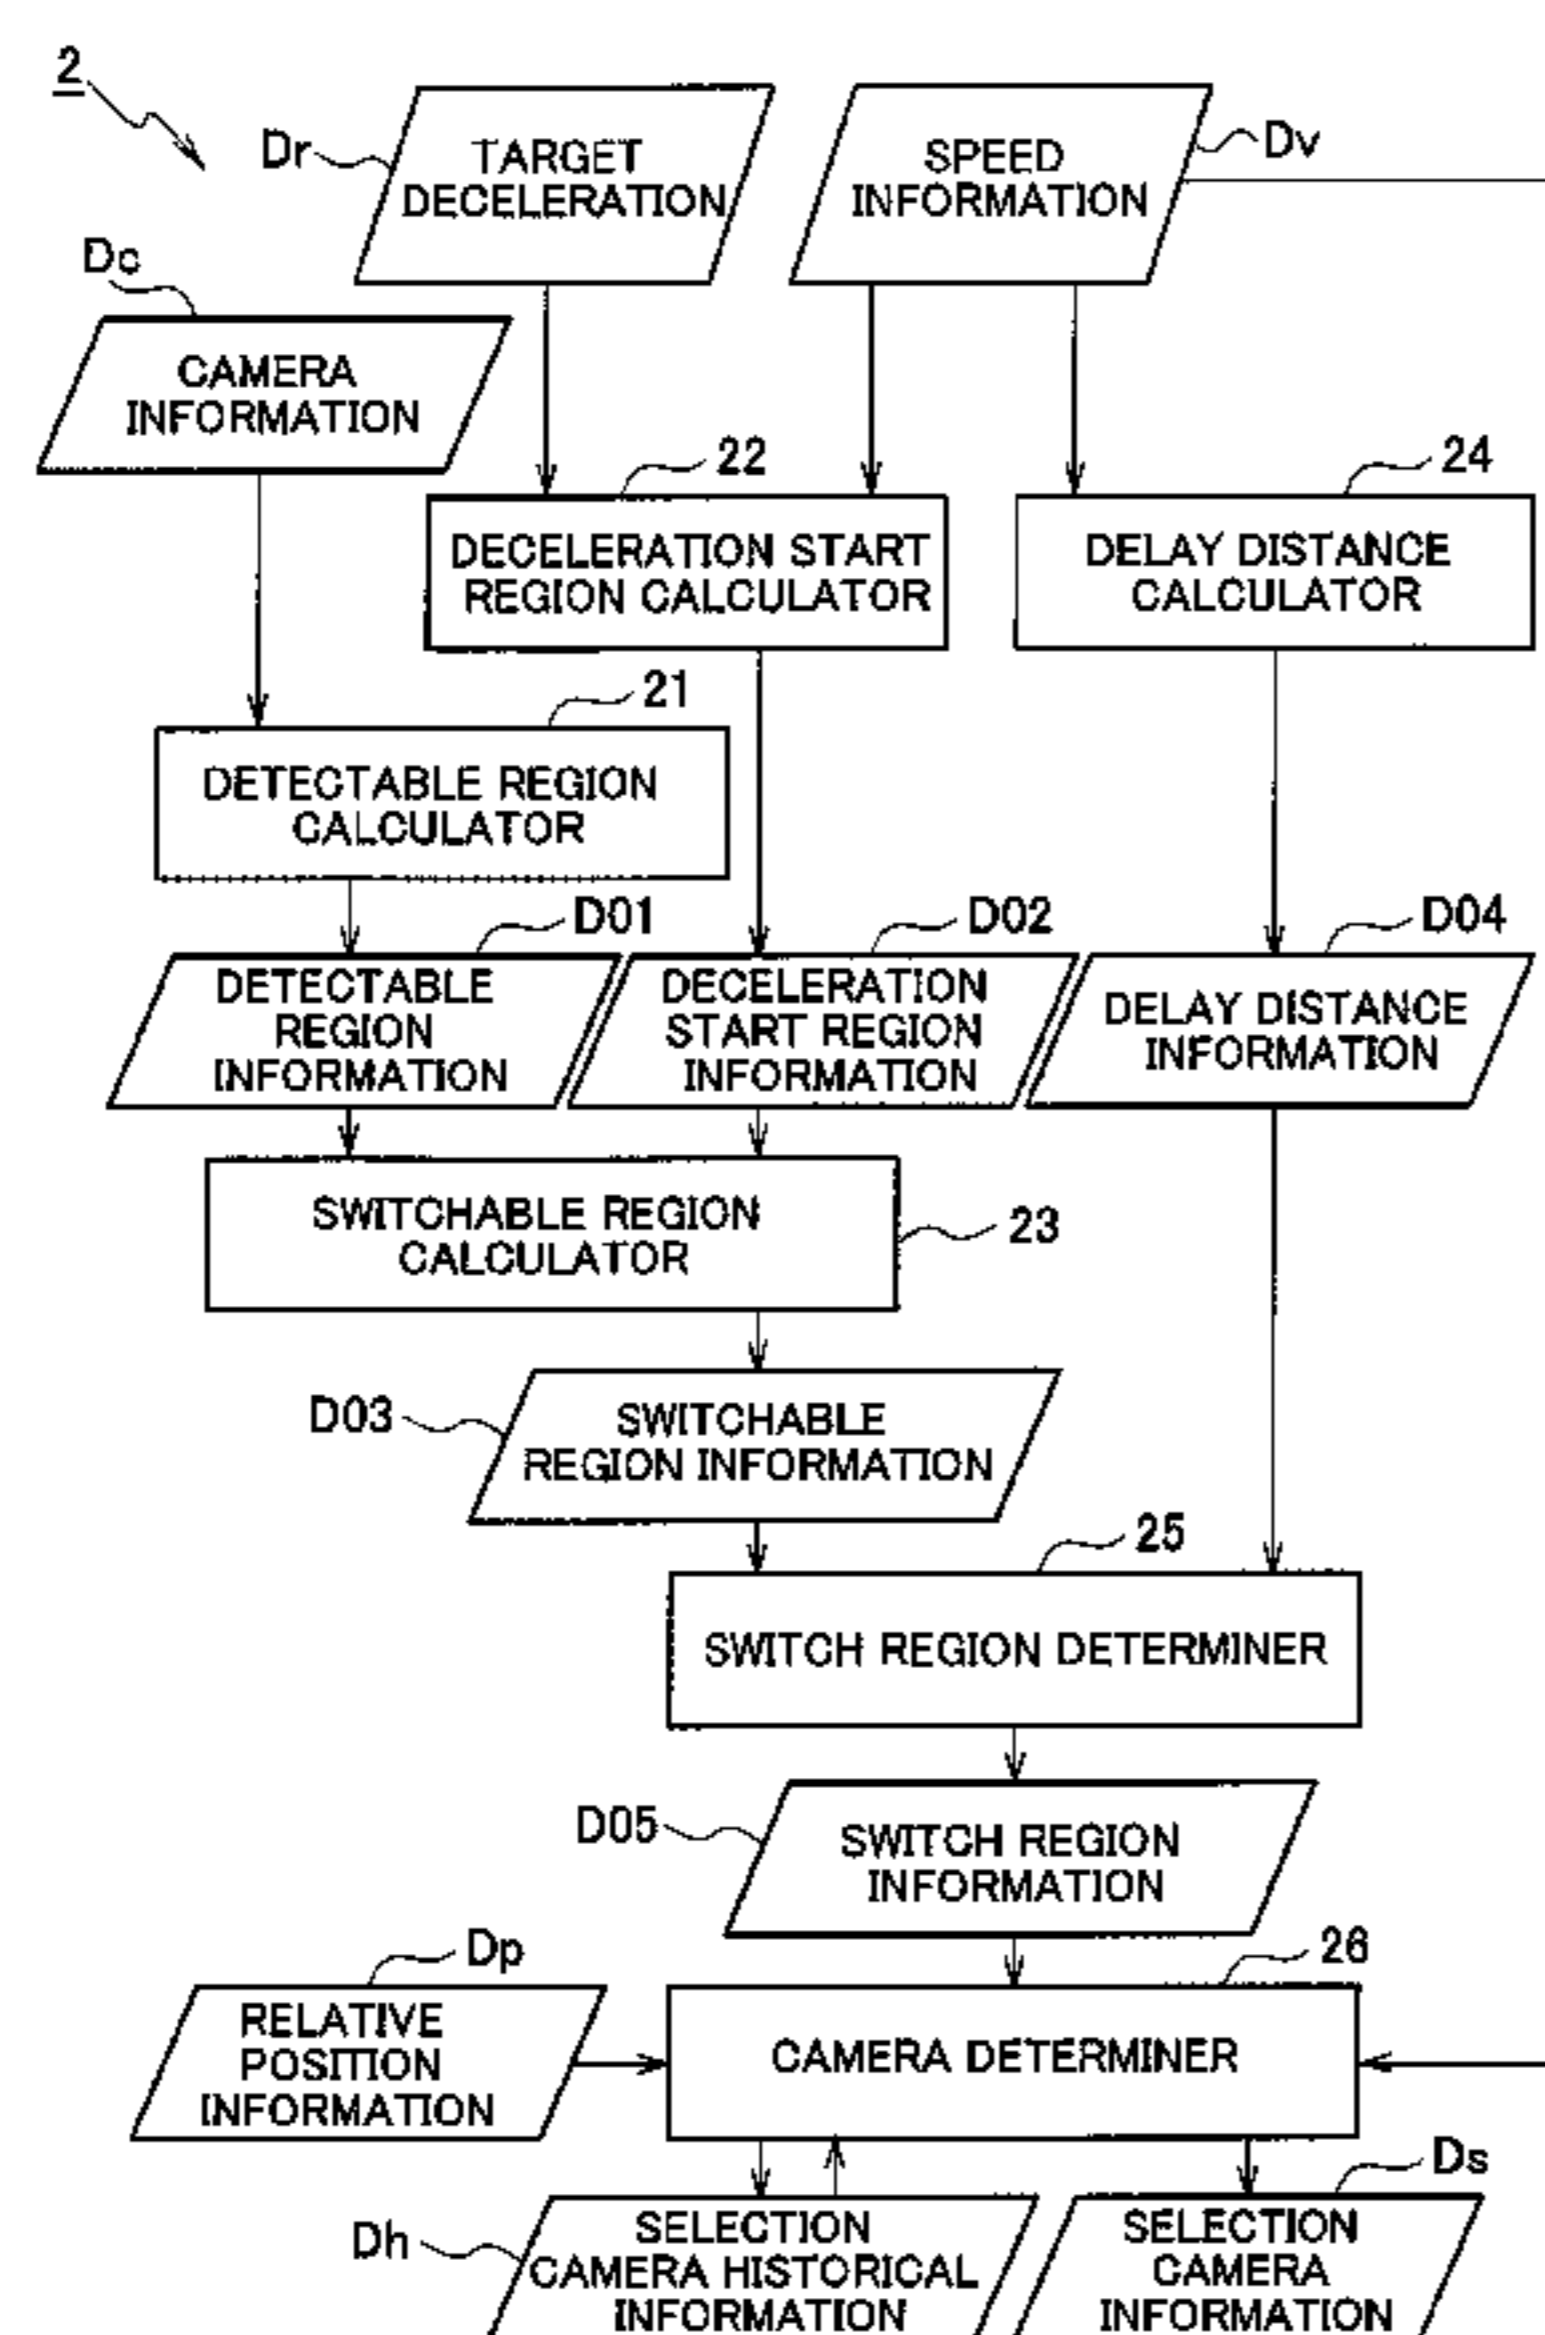 2
Dr
TARGET
DECELERATION
SPEED
INFORMATION
Dv
Dc
CAMERA
INFORMATION
22
24
DECELERATION START
REGION CALCULATOR
DELAY DISTANCE
CALCULATOR
21
DETECTABLE REGION
CALCULATOR
D01
D02
D04
DETECTABLE
REGION
INFORMATION
DECELERATION
START REGION
INFORMATION
DELAY DISTANCE
INFORMATION
SWITCHABLE REGION
CALCULATOR
23
D03
SWITCHABLE
REGION INFORMATION
25
SWITCH REGION DETERMINER
D05
SWITCH REGION
INFORMATION
Dp
26
RELATIVE
POSITION
INFORMATION
CAMERA DETERMINER
Ds
Dh
SELECTION
CAMERA HISTORICAL
INFORMATION
SELECTION
CAMERA
INFORMATION